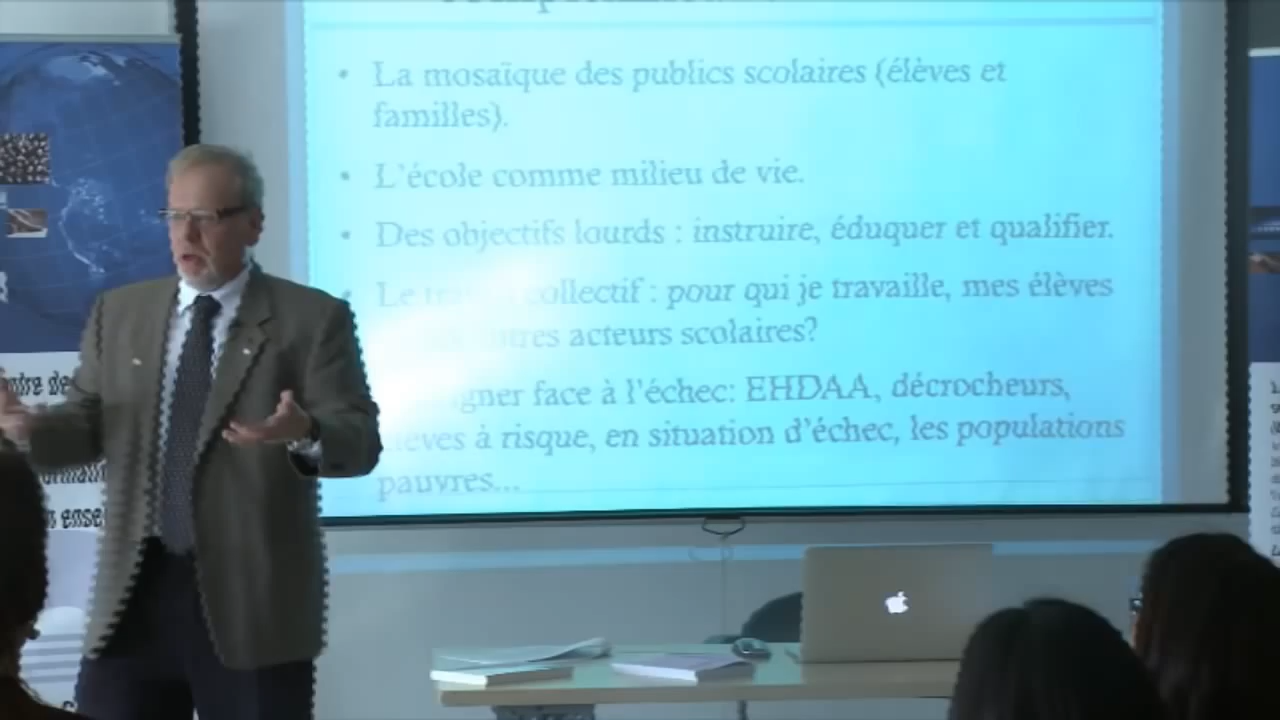 • La mosaïque des publics scolaires (élèves et
familles).
• L'école comme milieu de vie.
• Des objectifs lourds : instruire, éduquer et qualifier.
Le collectif : pour qui je travaille, mes élèves
acteurs scolaires?
face à l'échec: EHDAA, décrocheurs,
à risque, en situation d'échec, les populations
pauvres...